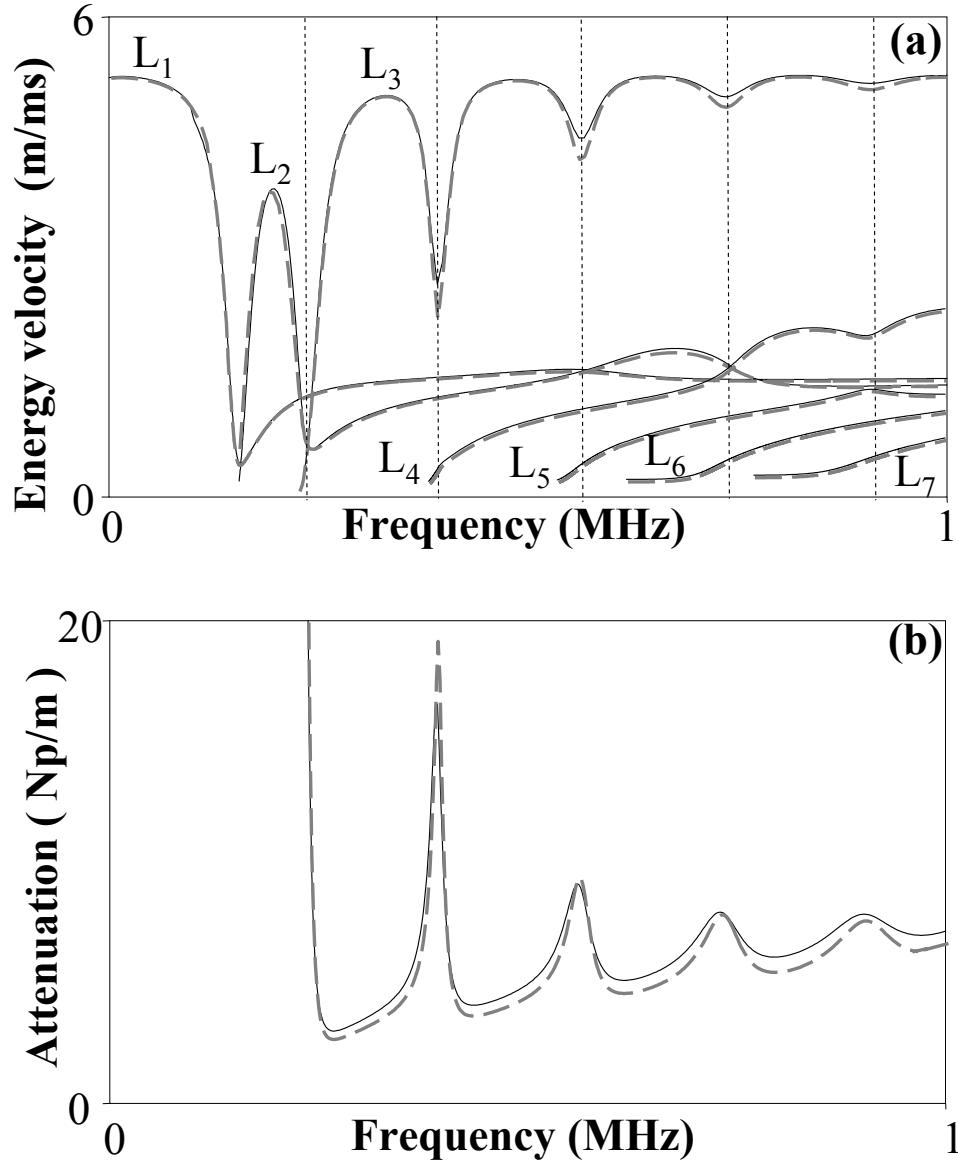 6
(a)
L1
L3
L2
Energy velocity (m/ms)
L4
L5
L6
L7
0
0
Frequency (MHz)
1
20
(b)
Attenuation ( Np/m )
0
0
Frequency (MHz)
1